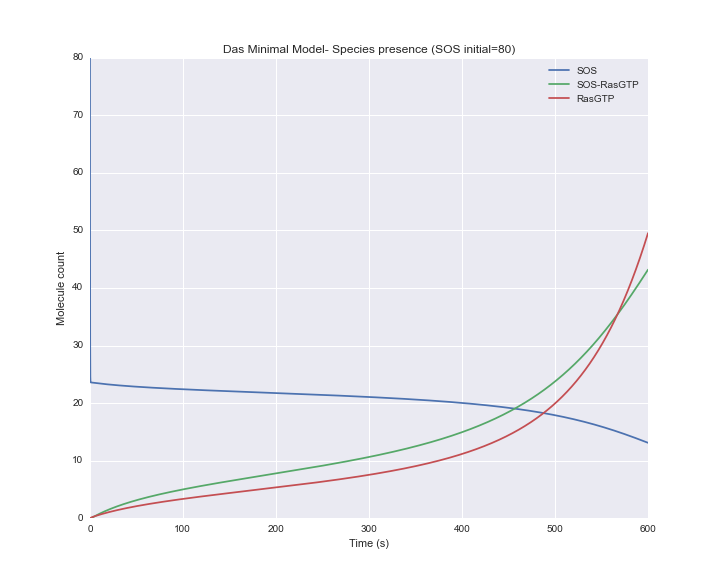 Das Minimal Model- Species presence (SOS initial=80)
80
70
60
50
40
30
20
10
0
Molecule count
SOS
SOS-RasGTP
RasGTP
0 100 200 300 400 500 600
Time (s)